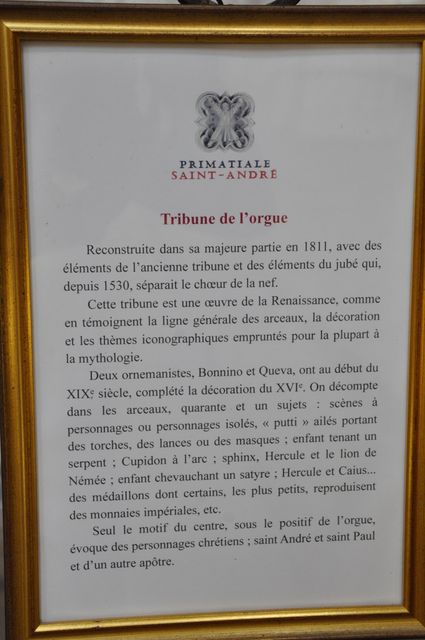 PRIMATIALE
SAINT-ANDRÉ
Tribune de l'orgue
Reconstruite dans sa majeure partie en 1811, avec des
éléments de l'ancienne tribune et des éléments du jubé qui,
depuis 1530, séparait le chœur de la nef.
Cette tribune est une œuvre de la Renaissance, comme
en témoignent la ligne générale des arceaux, la décoration
et les thèmes iconographiques empruntés pour la plupart à
la mythologie.
Deux ornemanistes, Bonnino et Queva, ont au début du
XIXe siècle, complété la décoration du XVIe. On décompte
dans les arceaux, quarante et un sujets : scènes à
personnages ou personnages isolés, « putti » ailés portant
des torches, des lances ou des masques ; enfant tenant un
serpent ; Cupidon à l'arc ; sphinx, Hercule et le lion de
Némée ; enfant chevauchant un satyre ; Hercule et Caius...
des médaillons dont certains, les plus petits, reproduisent
des monnaies impériales, etc.
Seul le motif du centre, sous le positif de l'orgue,
évoque des personnages chrétiens ; saint André et saint Paul
et d'un autre apôtre.